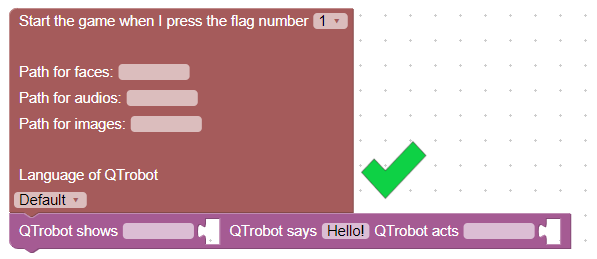 Start the game when I press the flag number 1
Path for faces:
Path for audios:
Path for images:
Language of QTrobot
Default
QTrobot shows QTrobot says Hello! QTrobot acts